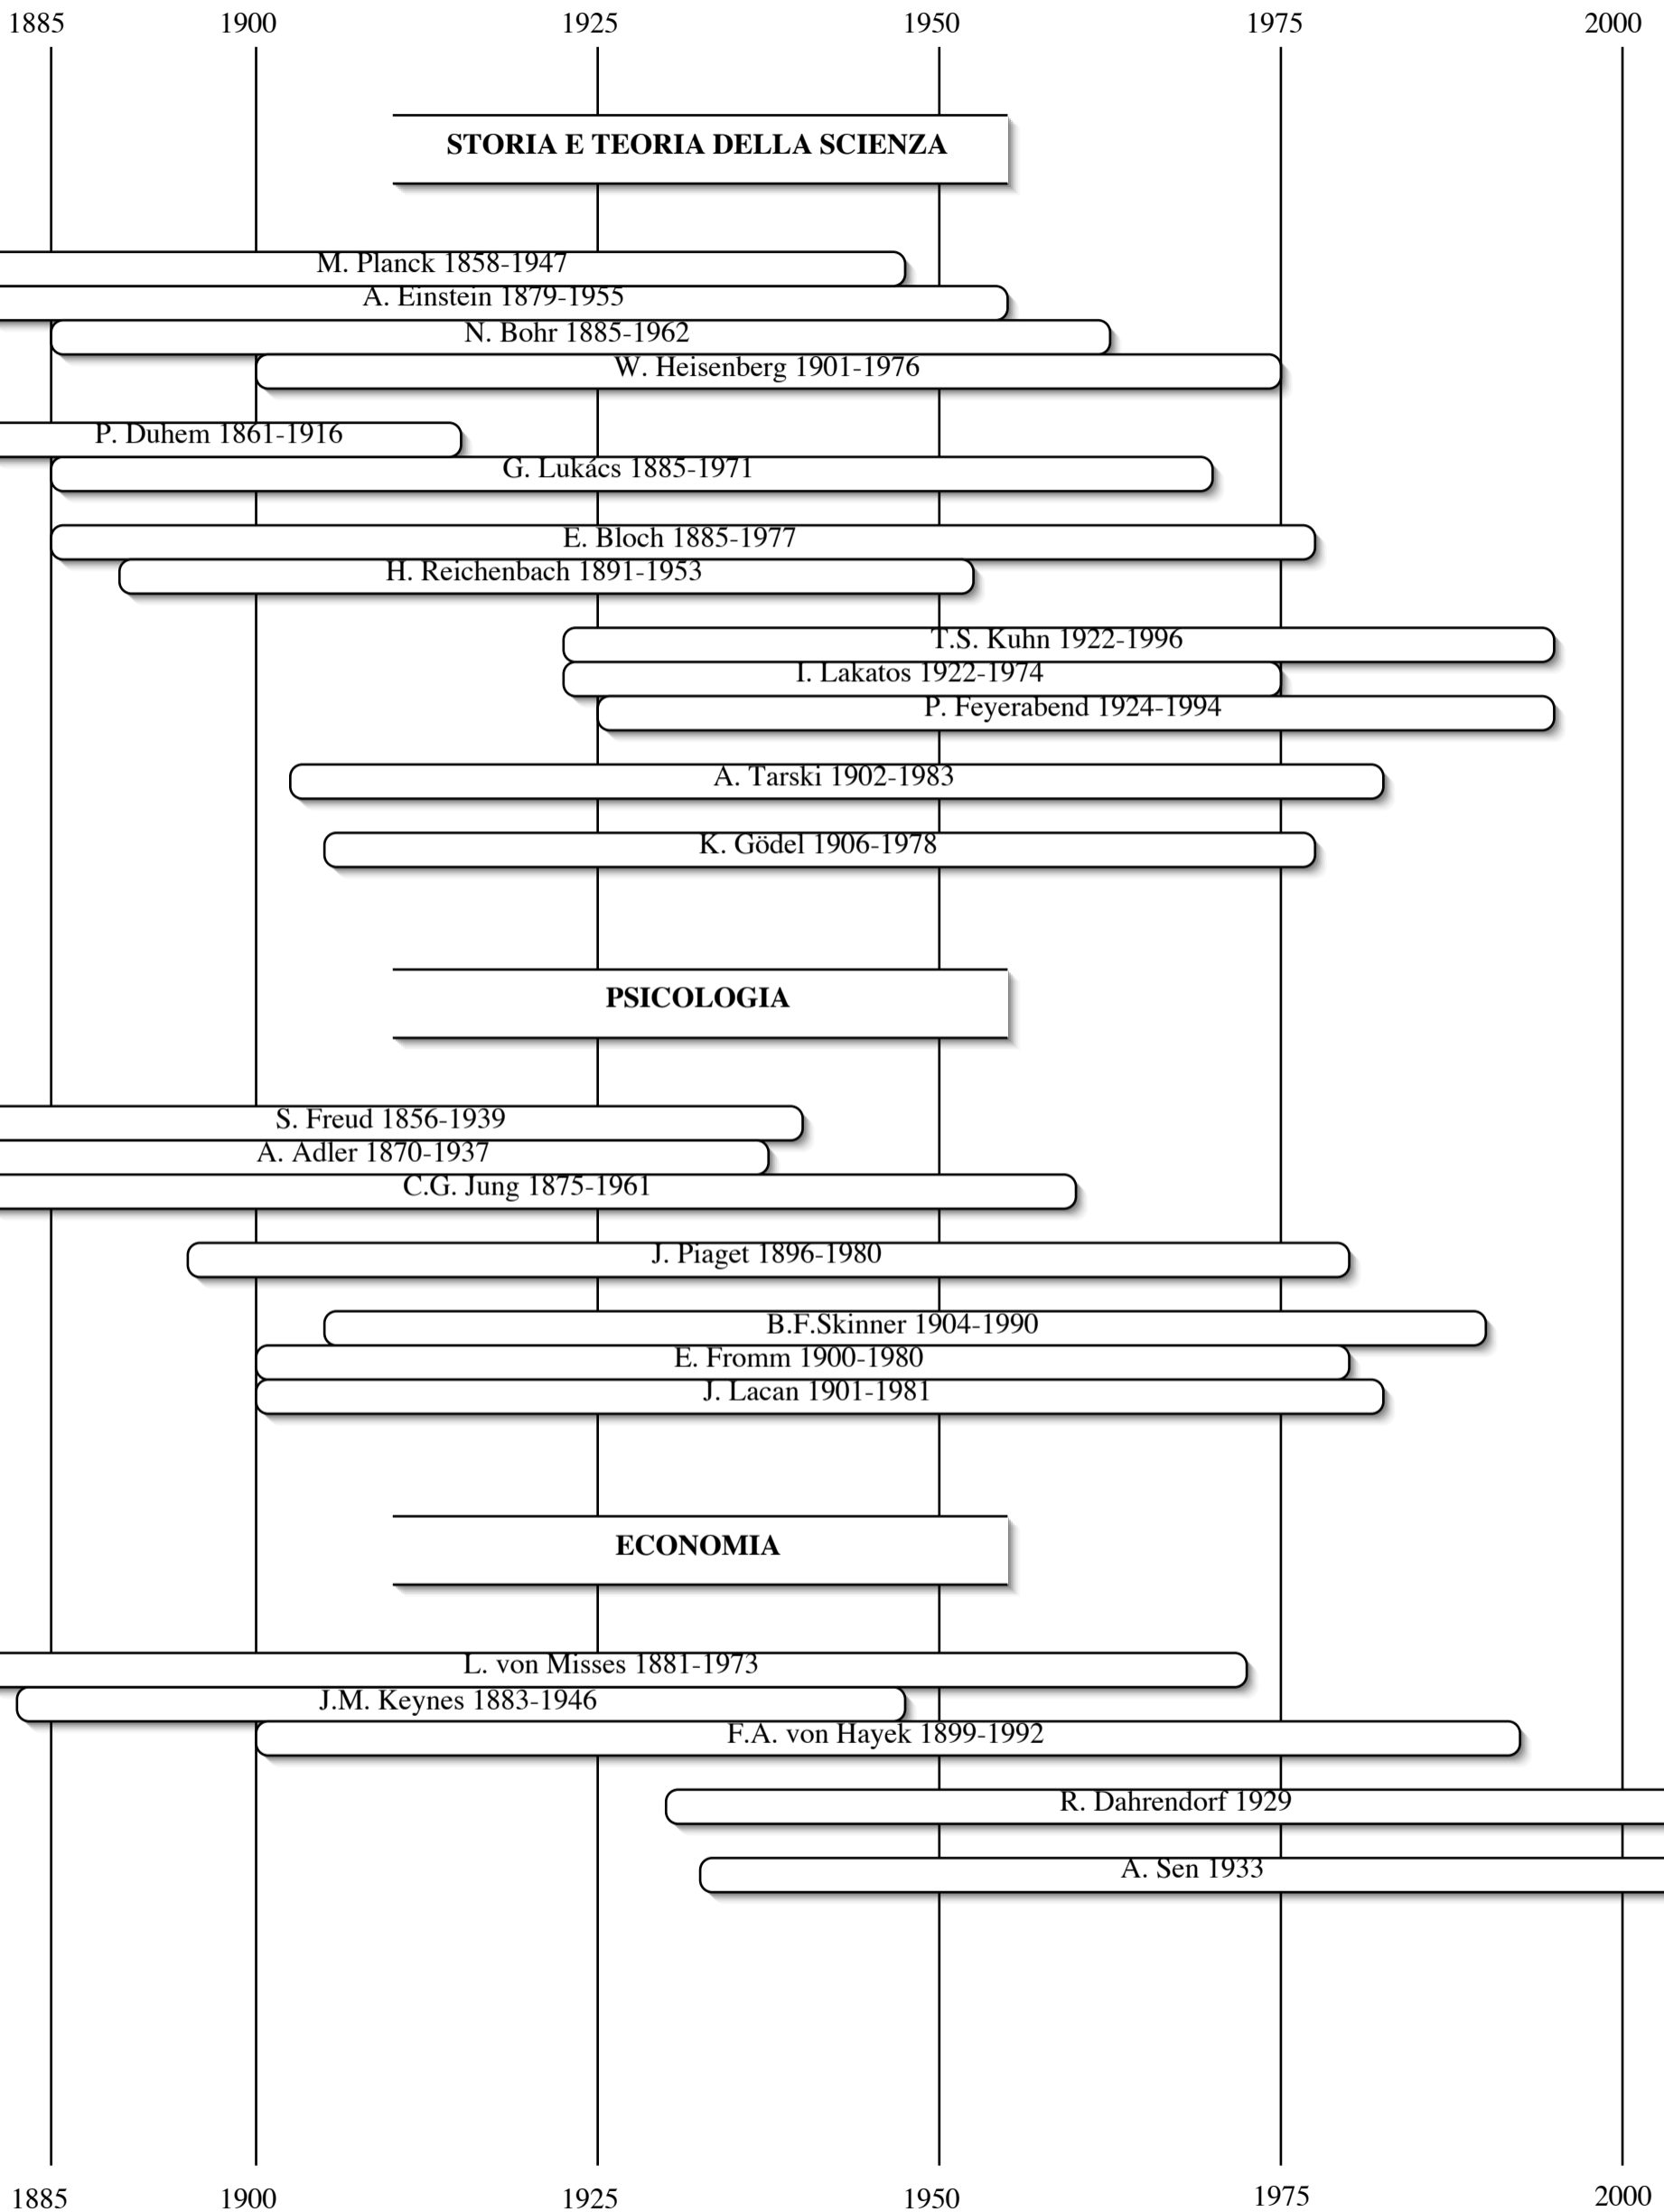 1885 1900 1925 1950 1975 2000
STORIA E TEORIA DELLA SCIENZA
M. Planck 1858-1947
A. Einstein 1879-1955
N. Bohr 1885-1962
W. Heisenberg 1901-1976
P. Duhem 1861-1916
G. Lukács 1885-1971
E. Bloch 1885-1977
H. Reichenbach 1891-1953
T.S. Kuhn 1922-1996
I. Lakatos 1922-1974
P. Feyerabend 1924-1994
A. Tarski 1902-1983
K. Gödel 1906-1978
PSICOLOGIA
S. Freud 1856-1939
A. Adler 1870-1937
C.G. Jung 1875-1961
J. Piaget 1896-1980
B.F.Skinner 1904-1990
E. Fromm 1900-1980
J. Lacan 1901-1981
ECONOMIA
L. von Misses 1881-1973
J.M. Keynes 1883-1946
F.A. von Hayek 1899-1992
R. Dahrendorf 1929
A. Sen 1933
1885 1900 1925 1950 1975 2000